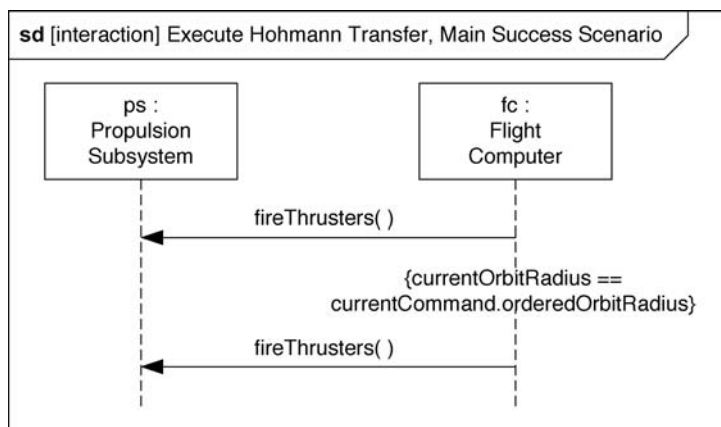 sd [interaction] Execute Hohmann Transfer, Main Success Scenario
ps :
Propulsion
Subsystem
fc :
Flight
Computer
fireThrusters( )
{currentOrbitRadius ==
currentCommand.orderedOrbitRadius}
fireThrusters( )